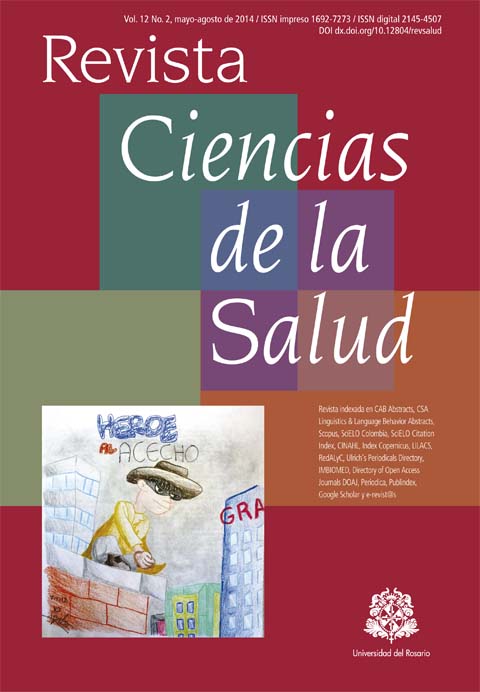 Vol. 12 No. 2, mayo-agosto de 2014 / ISSN impreso 1692-7273 / ISSN digital 2145-4507
DOI dx.doi.org/10.12804/revsalud
Revista
Ciencias
de la
Salud
Revista indexada en CAB Abstracts, CSA
Linguistics & Language Behavior Abstracts,
Scopus, SciELO Colombia, SciELO Citation
Index, CINAHL, Index Copernicus, LILACS,
RedALyC, Ulrich's Periodicals Directory,
IMBIOMED, Directory of Open Access
Journals DOAJ, Periodica, Publindex,
Google Scholar y e-revist@s
HEROE
AL ACECHO
GRA
Universidad del Rosario